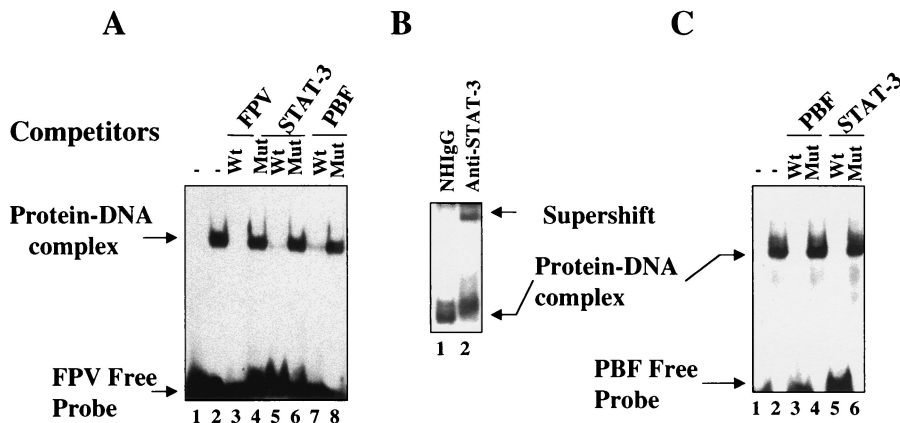 A
B
C
Competitors
FPV
STAT-3
PBF
- - Wt Mut Wt Mut Wt Mut
Protein-DNA
complex
FPV Free
Probe
1 2 3 4 5 6 7 8
NHIgG
Anti-STAT-3
Supershift
Protein-DNA
complex
1 2
PBF
STAT-3
- - Wt Mut Wt Mut
PBF Free
Probe
1 2 3 4 5 6